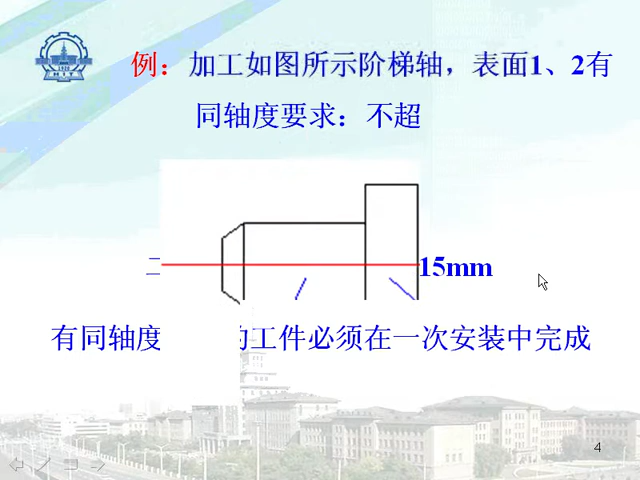 例：加工如图所示阶梯轴，表面1、2有
同轴度要求：不超
15mm
有同轴度 工件必须在一次安装中完成
4